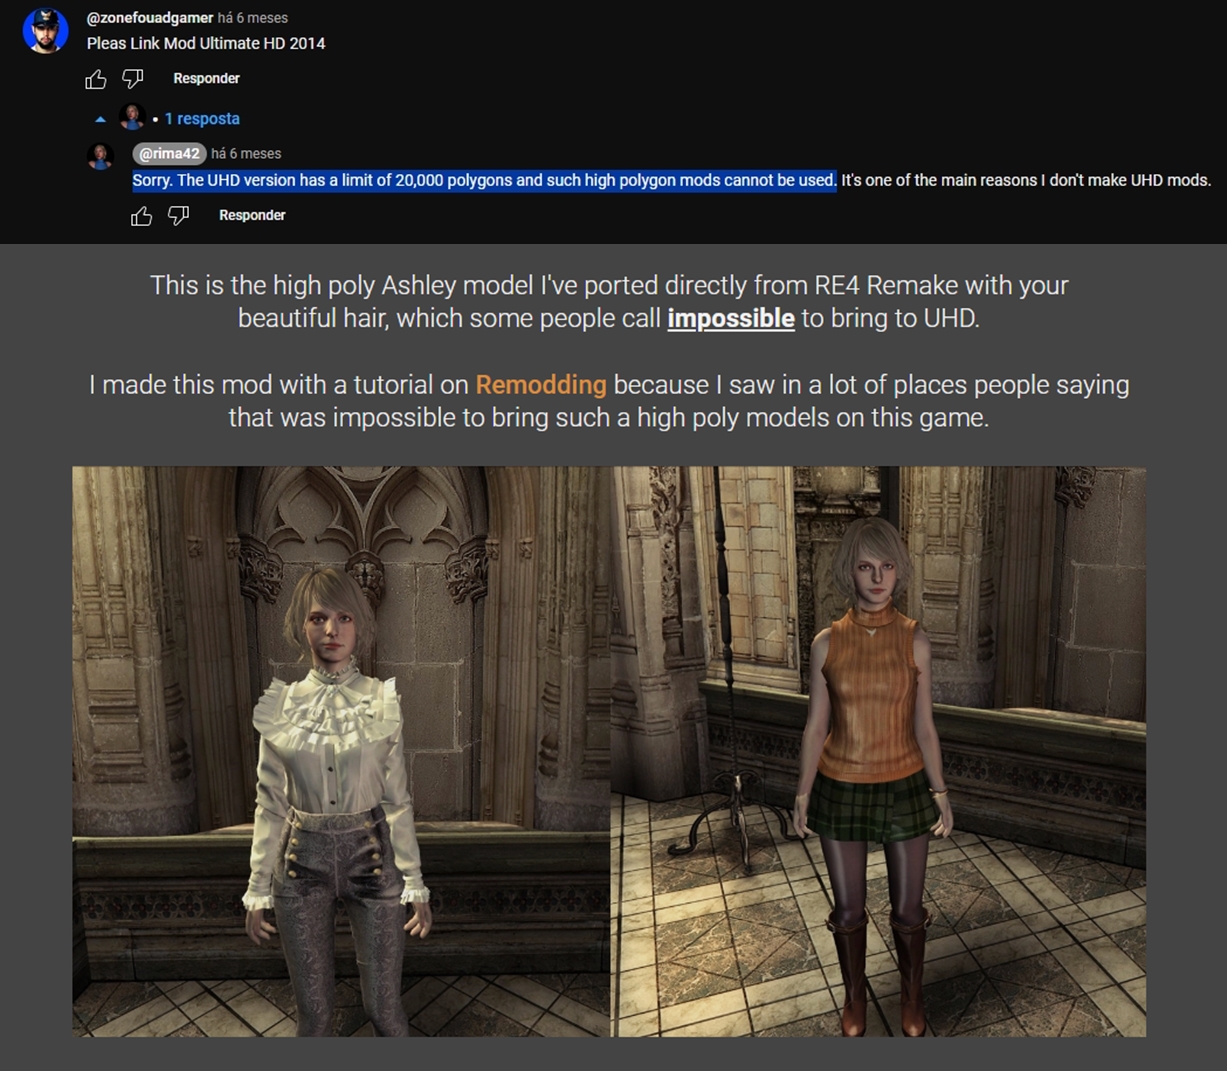 @zonefouadgamer há 6 meses
Pleas Link Mod Ultimate HD 2014
Responder
1 resposta
@rima42 há 6 meses
Sorry. The UHD version has a limit of 20,000 polygons and such high polygon mods cannot be used. It's one of the main reasons I don't make UHD mods.
Responder
This is the high poly Ashley model I've ported directly from RE4 Remake with your
beautiful hair, which some people call impossible to bring to UHD.
I made this mod with a tutorial on Remodding because I saw in a lot of places people saying
that was impossible to bring such a high poly models on this game.